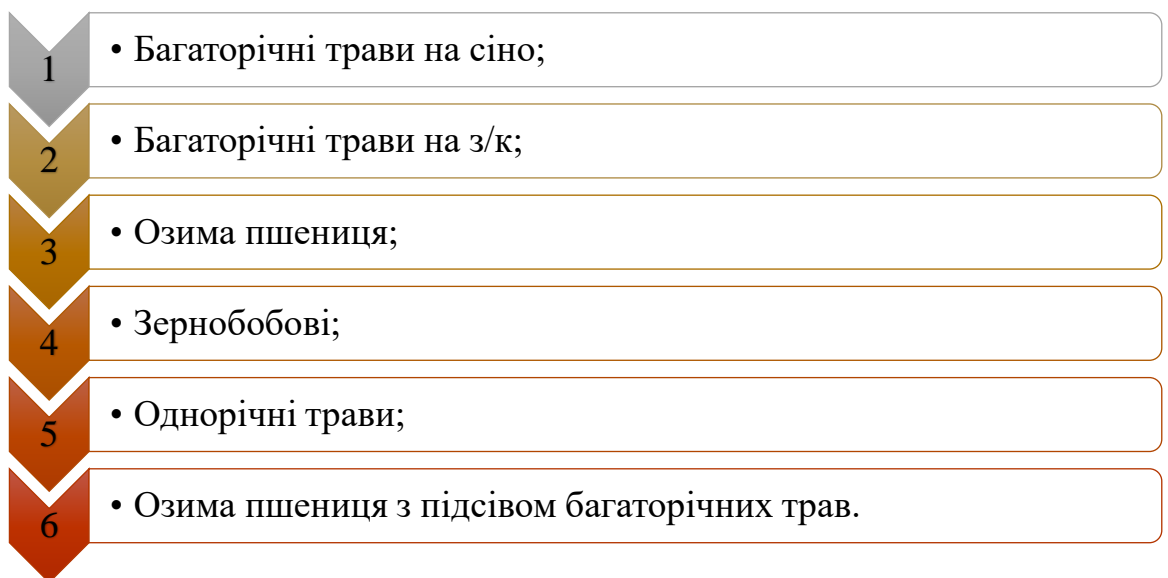 1 • Багаторічні трави на сіно;
2 • Багаторічні трави на з/к;
3 • Озима пшениця;
4 • Зернобобові;
5 • Однорічні трави;
6 • Озима пшениця з підсівом багаторічних трав.